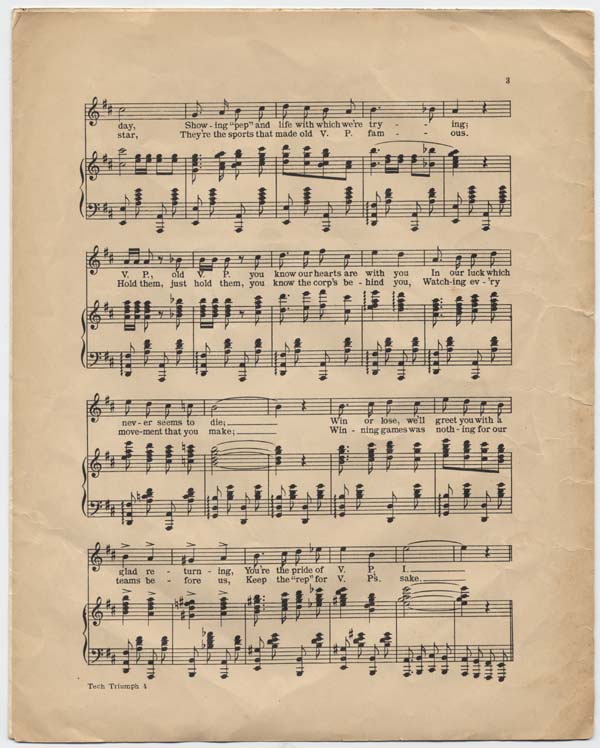 3
day, Show-ing "pep" and life with which we're try - - ing;
star, They're the sports that made old V. P. fam - - ous.
V. P., old V. P. you know our hearts are with you In our luck which
Hold them, just hold them, you know the corp's be - hind you, Watch-ing ev-'ry
nev-er seems to die; Win or lose, we'll greet you with a
move-ment that you make; Win - ning games was noth-ing for our
glad re - turn - ing, You're the pride of V. P. I.
teams be - fore us, Keep the "rep" for V. P's. sake.
Tech Triumph 4